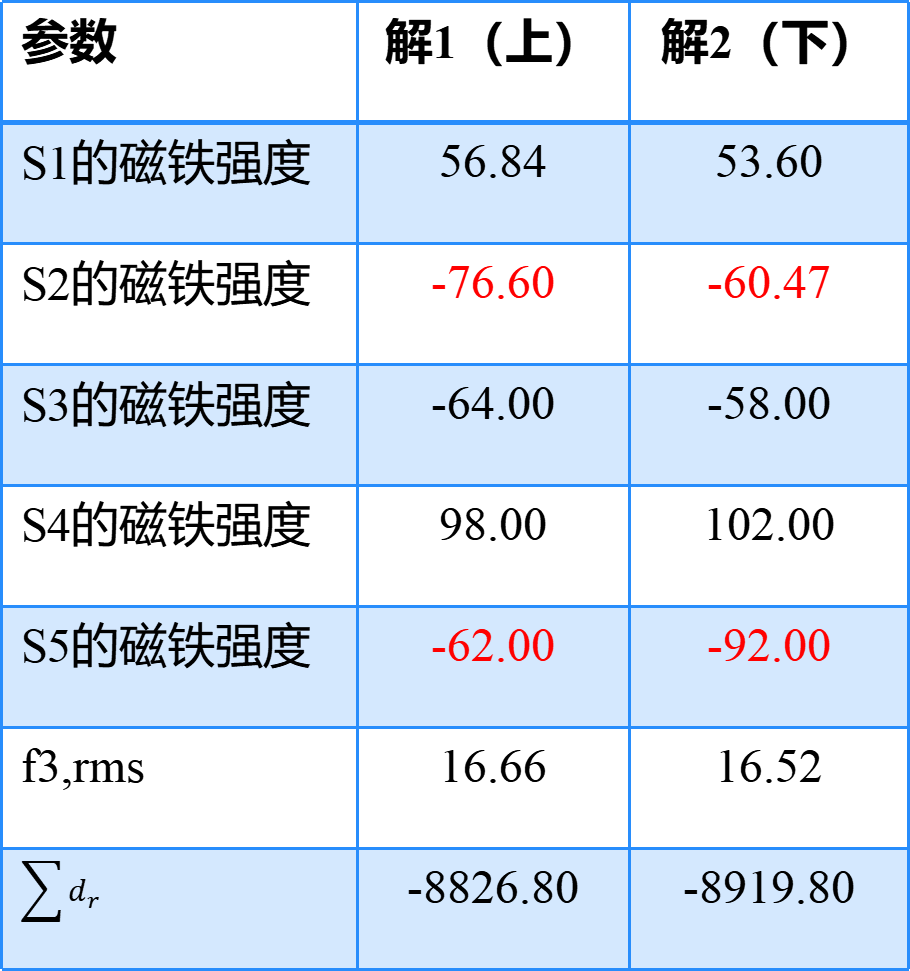 参数 解1（上） 解2（下）
S1的磁铁强度 56.84 53.60
S2的磁铁强度 -76.60 -60.47
S3的磁铁强度 -64.00 -58.00
S4的磁铁强度 98.00 102.00
S5的磁铁强度 -62.00 -92.00
f3,rms 16.66 16.52
∑dᵣ -8826.80 -8919.80